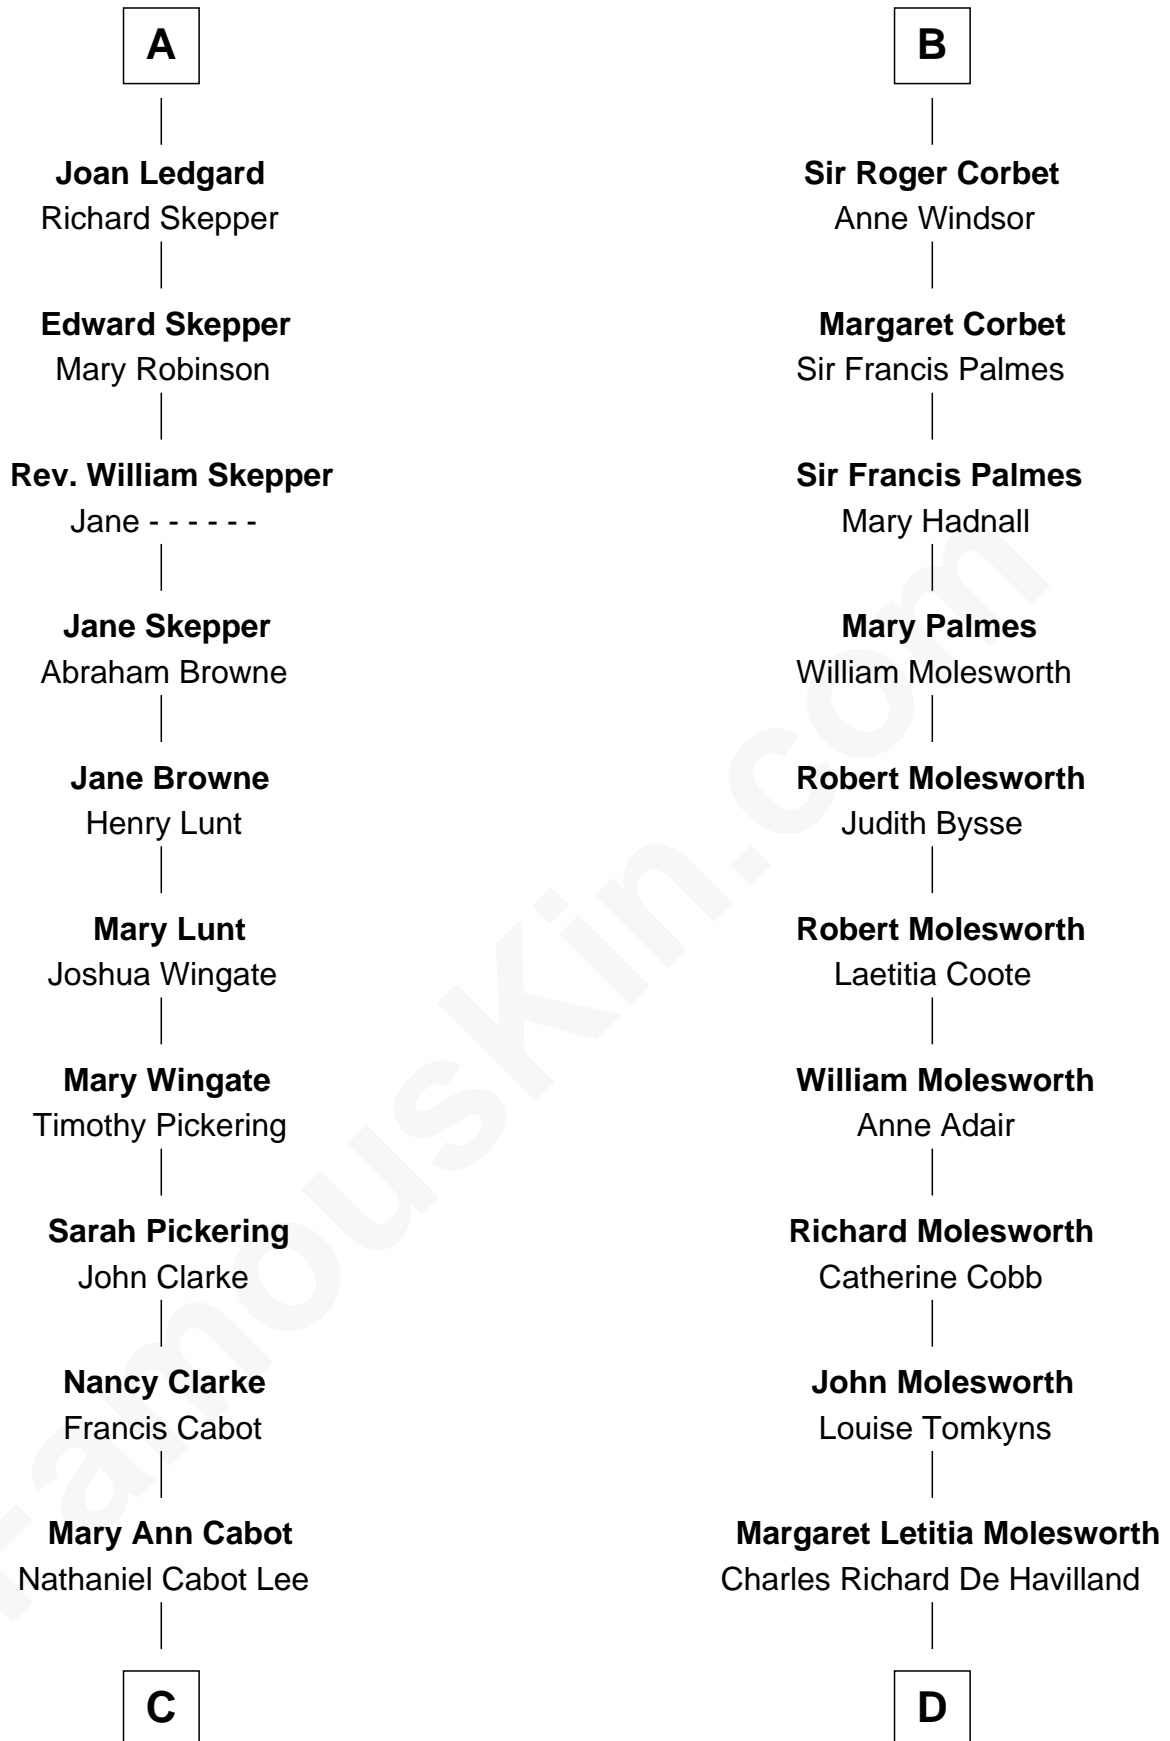 A
Joan Ledgard
Richard Skepper
Edward Skepper
Mary Robinson
Rev. William Skepper
Jane - - - - - -
Jane Skepper
Abraham Browne
Jane Browne
Henry Lunt
Mary Lunt
Joshua Wingate
Mary Wingate
Timothy Pickering
Sarah Pickering
John Clarke
Nancy Clarke
Francis Cabot
Mary Ann Cabot
Nathaniel Cabot Lee
C
B
Sir Roger Corbet
Anne Windsor
Margaret Corbet
Sir Francis Palmes
Sir Francis Palmes
Mary Hadnall
Mary Palmes
William Molesworth
Robert Molesworth
Judith Bysse
Robert Molesworth
Laetitia Coote
William Molesworth
Anne Adair
Richard Molesworth
Catherine Cobb
John Molesworth
Louise Tomkyns
Margaret Letitia Molesworth
Charles Richard De Havilland
D
FamousKin.com